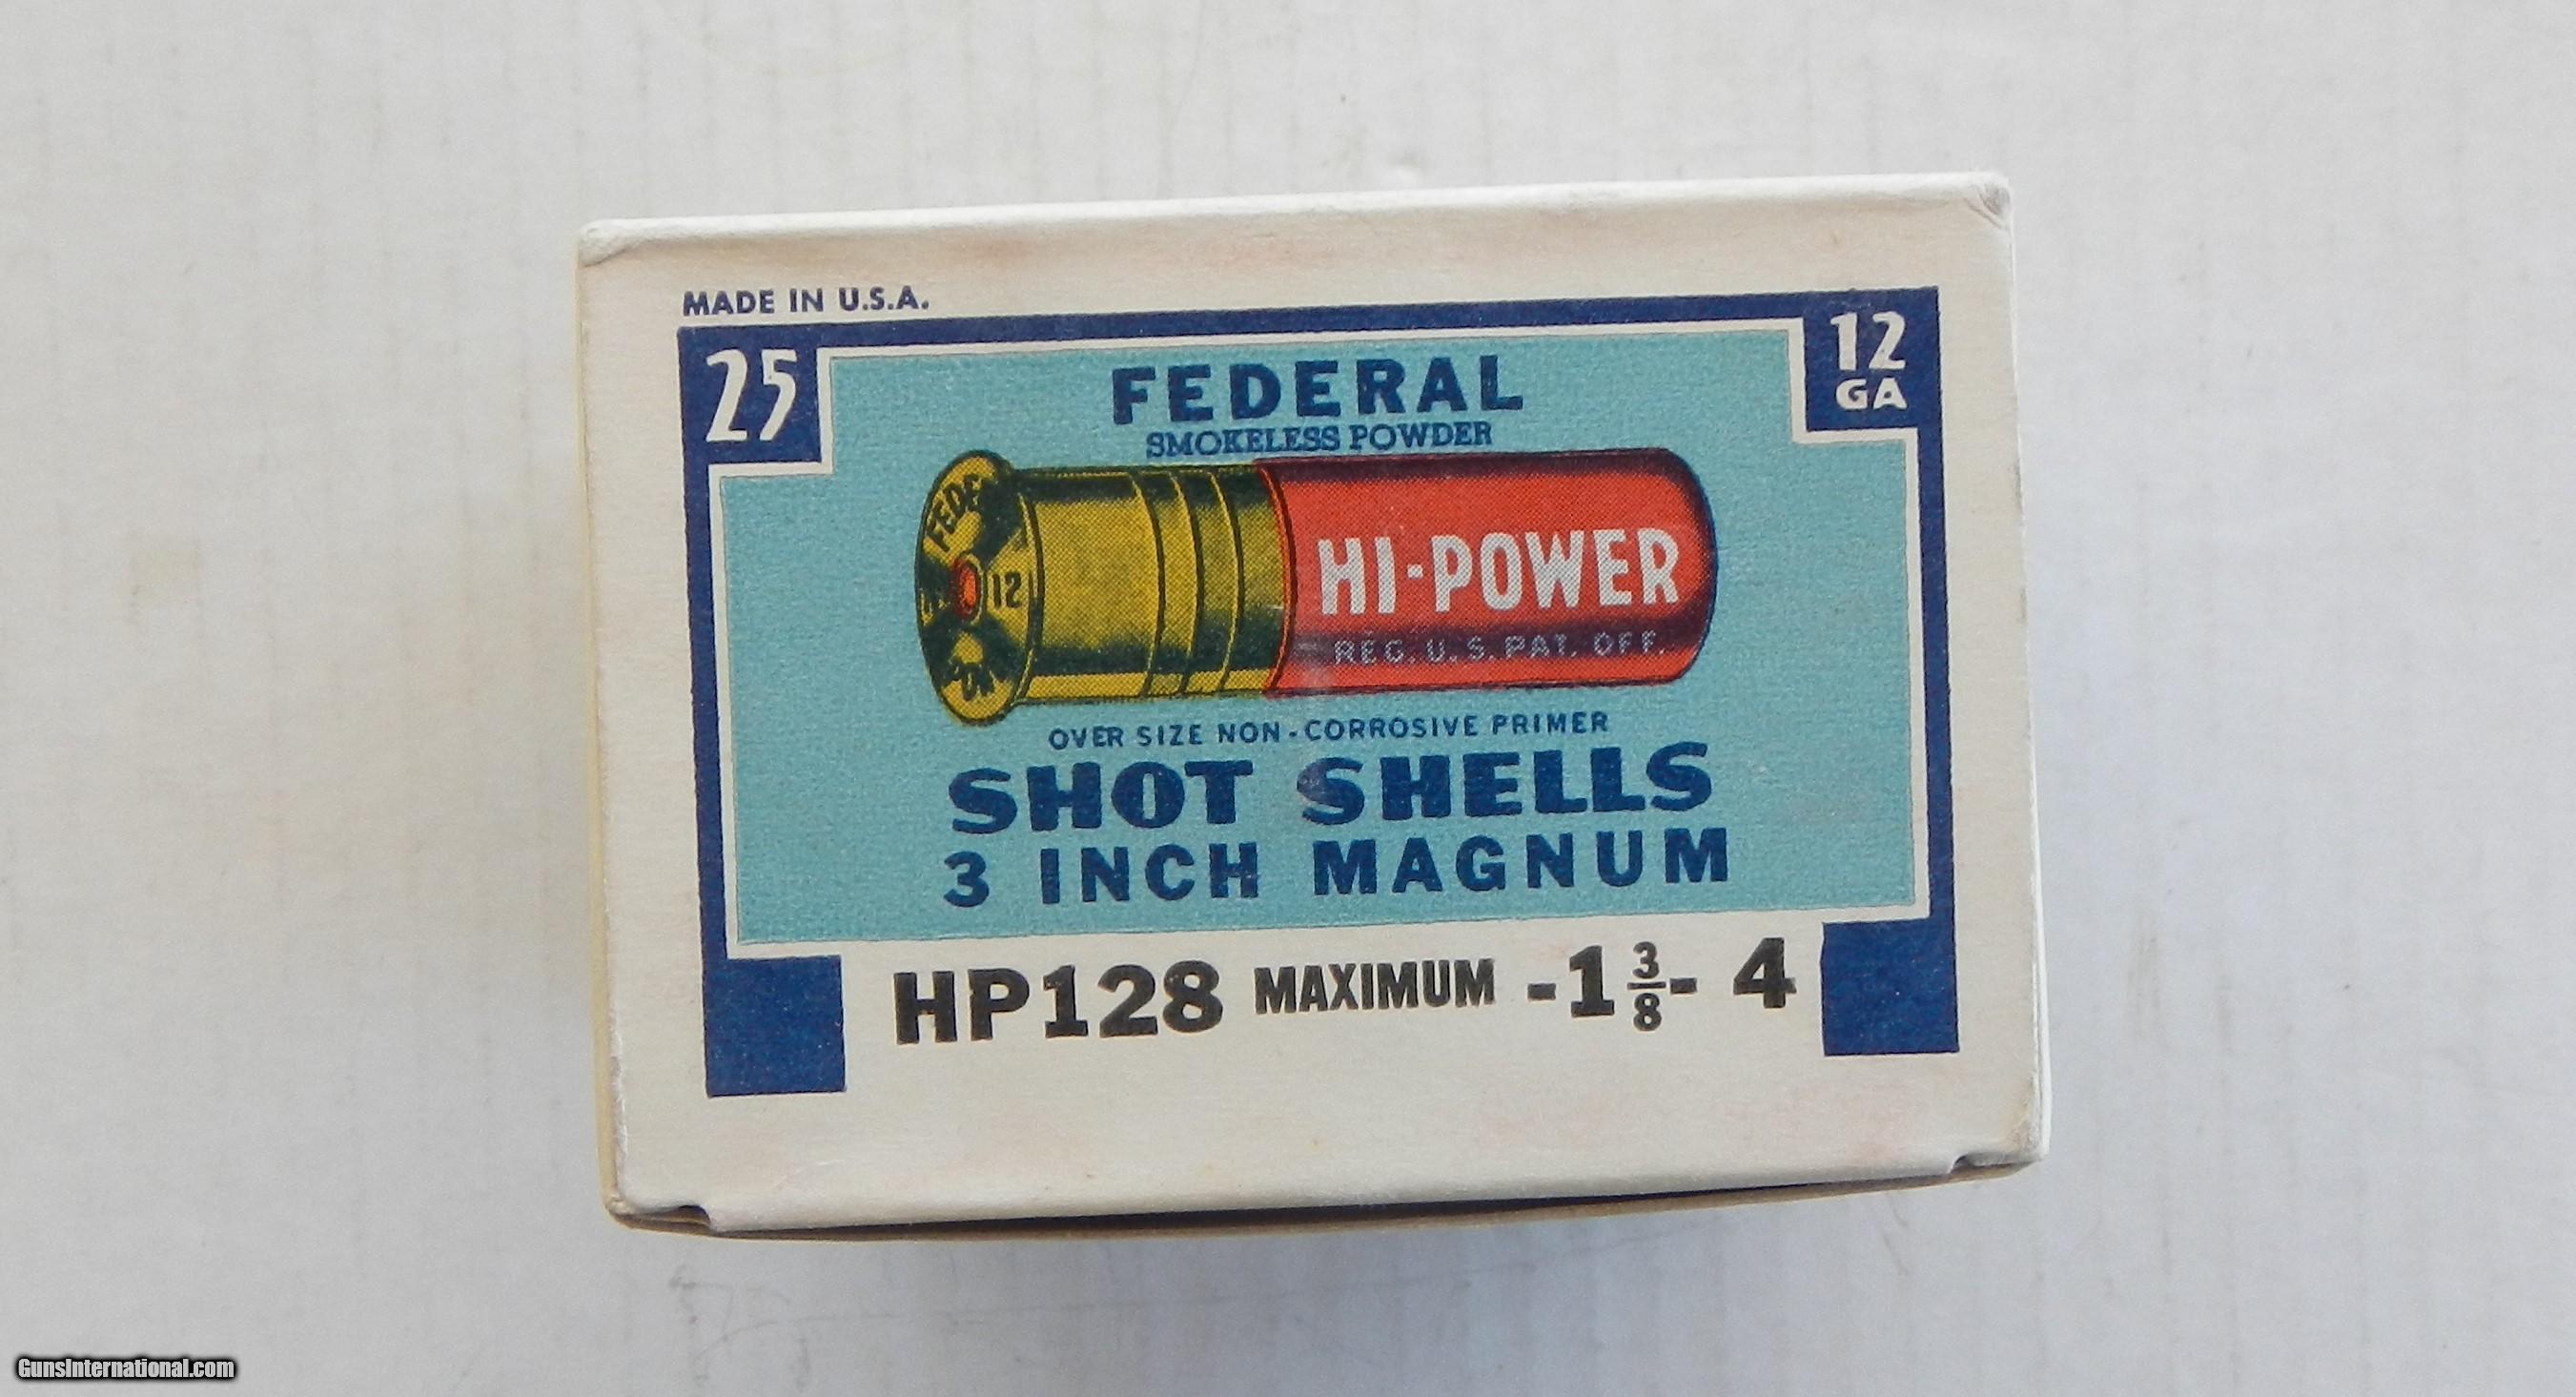 MADE IN U.S.A.
25
12
GA
FEDERAL
SMOKELESS POWDER
FEDE
12
HI-POWER
REG. U. S. PAT. OFF.
OVER SIZE NON-CORROSIVE PRIMER
SHOT SHELLS
3 INCH MAGNUM
HP128 MAXIMUM -1 3/8- 4
GunsInternational.com